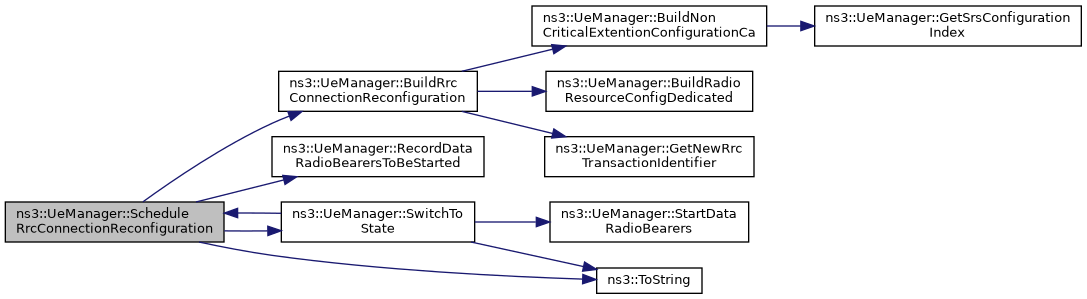 ns3::UeManager::BuildNon
CriticalExtentionConfigurationCa
ns3::UeManager::GetSrsConfiguration
Index
ns3::UeManager::BuildRrc
ConnectionReconfiguration
ns3::UeManager::BuildRadio
ResourceConfigDedicated
ns3::UeManager::RecordData
RadioBearersToBeStarted
ns3::UeManager::GetNewRrc
TransactionIdentifier
ns3::UeManager::Schedule
RrcConnectionReconfiguration
ns3::UeManager::SwitchTo
State
ns3::UeManager::StartData
RadioBearers
ns3::ToString